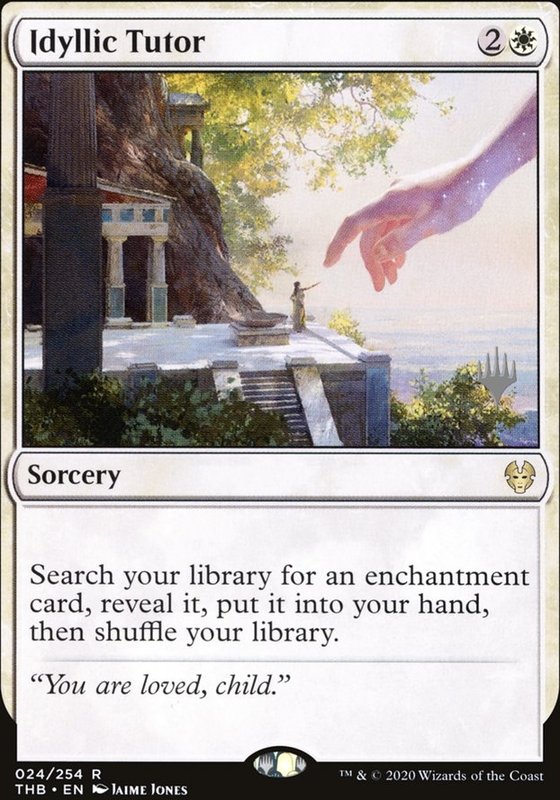 Idyllic Tutor 2
Sorcery
Search your library for an enchantment
card, reveal it, put it into your hand,
then shuffle your library.
“You are loved, child.”
024/254 R
THB • EN Jaime Jones
™ & © 2020 Wizards of the Coast